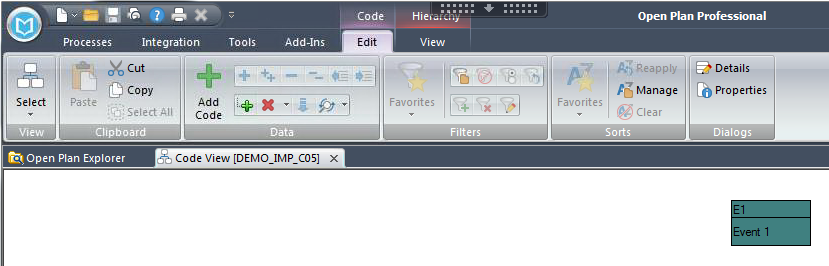 Code Hierarchy Open Plan Professional
Processes Integration Tools Add-Ins Edit View
Select
Paste
Cut
Copy
Select All
Add
Code
Favorites
Favorites
Reapply
Manage
Clear
Details
Properties
View Clipboard Data Filters Sorts Dialogs
Open Plan Explorer Code View [DEMO_IMP_C05]
E1
Event 1